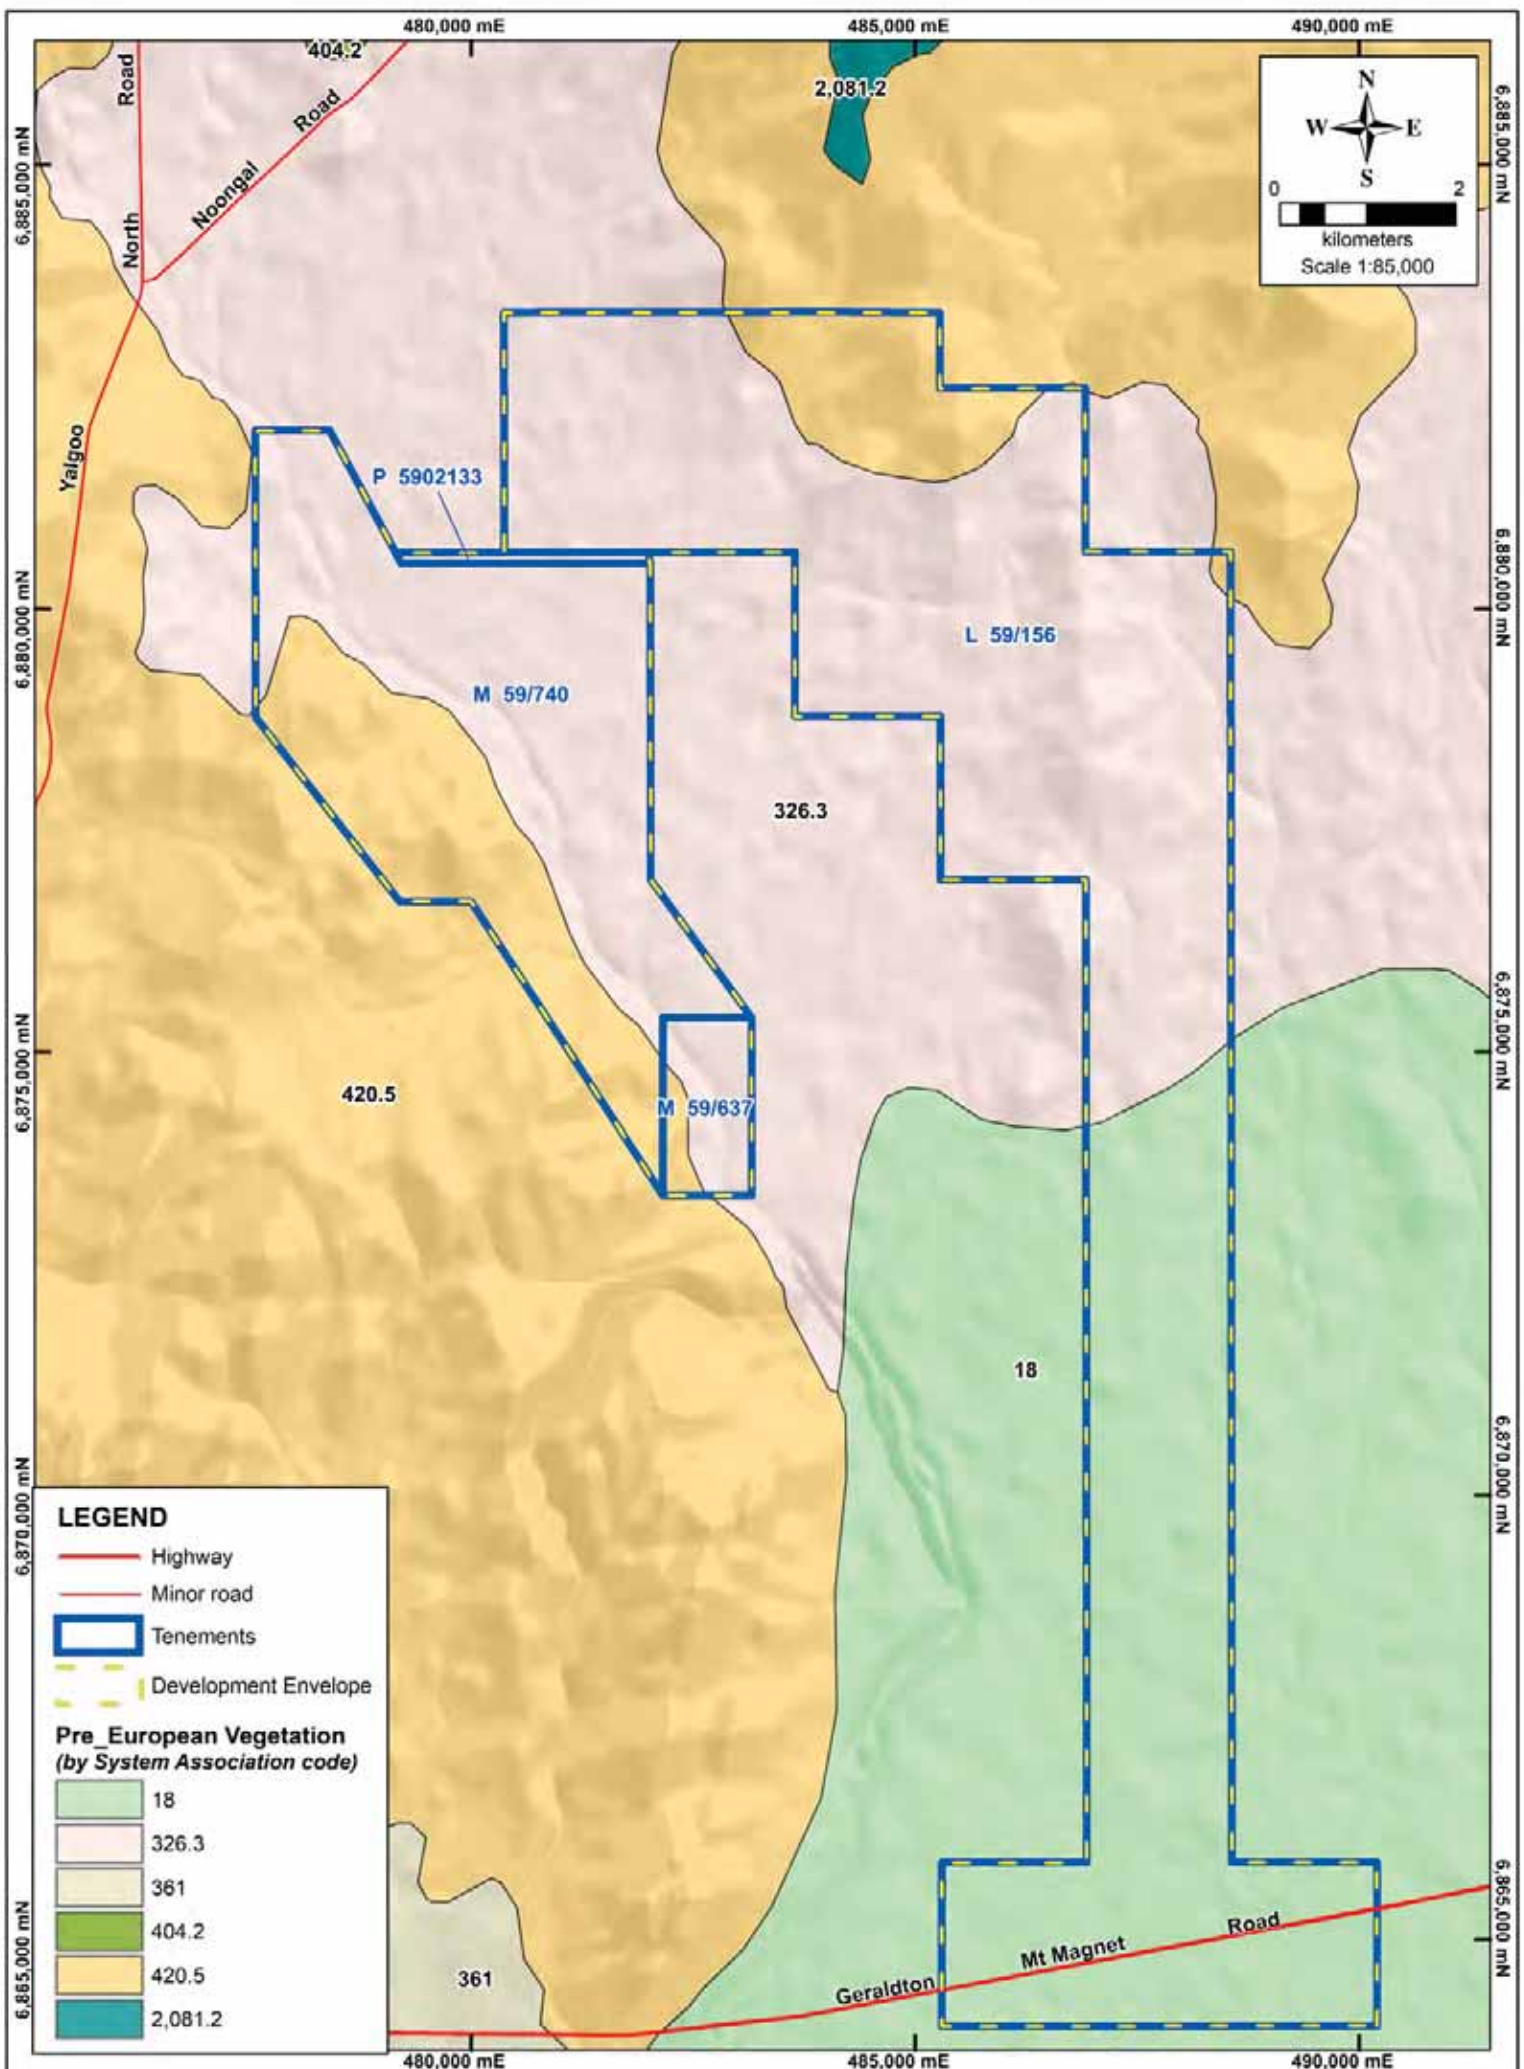 480,000 mE
485,000 mE
490,000 mE
404.2
2,081.2
Road
Road
Noongal
North
Yalgoo
N
W E
S
0 2
kilometers
Scale 1:85,000
6,885,000 mN
6,885,000 mN
P 5902133
6,880,000 mN
6,880,000 mN
L 59/156
M 59/740
326.3
6,875,000 mN
6,875,000 mN
420.5
M 59/637
18
6,870,000 mN
6,870,000 mN
LEGEND
Highway
Minor road
Tenements
Development Envelope
Pre_European Vegetation
(by System Association code)
18
326.3
361
404.2
420.5
2,081.2
361
Geraldton Mt Magnet Road
6,865,000 mN
6,865,000 mN
480,000 mE
485,000 mE
490,000 mE